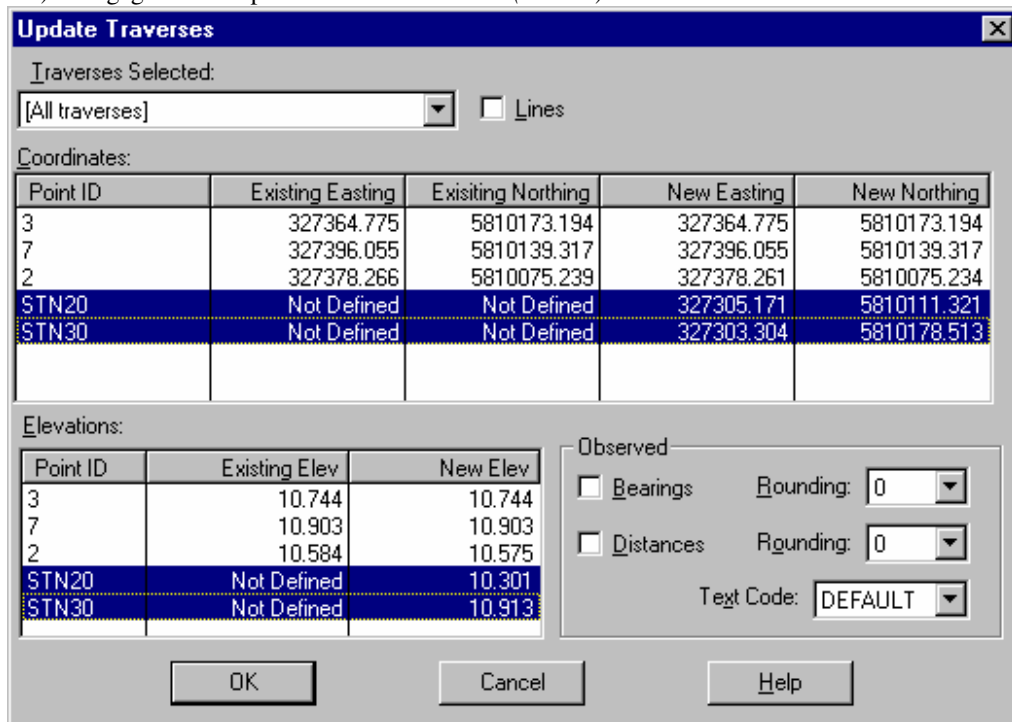 Update Traverses
Traverses Selected:
[All traverses] Lines
Coordinates:
Point ID Existing Easting Exisiting Northing New Easting New Northing
3 327364.775 5810173.194 327364.775 5810173.194
7 327396.055 5810139.317 327396.055 5810139.317
2 327378.266 5810075.239 327378.261 5810075.234
STN20 Not Defined Not Defined 327305.171 5810111.321
STN30 Not Defined Not Defined 327303.304 5810178.513
Elevations:
Point ID Existing Elev New Elev
3 10.744 10.744
7 10.903 10.903
2 10.584 10.575
STN20 Not Defined 10.301
STN30 Not Defined 10.913
Observed
Bearings Rounding: 0
Distances Rounding: 0
Text Code: DEFAULT
OK Cancel Help